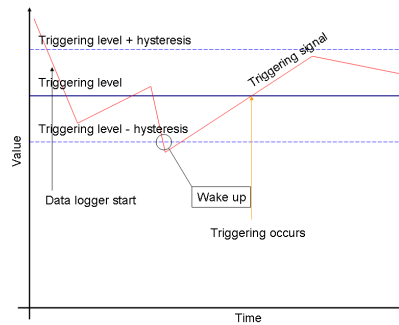 Triggering level + hysteresis
Triggering signal
Triggering level
Triggering level - hysteresis
Value
Data logger start
Wake up
Triggering occurs
Time